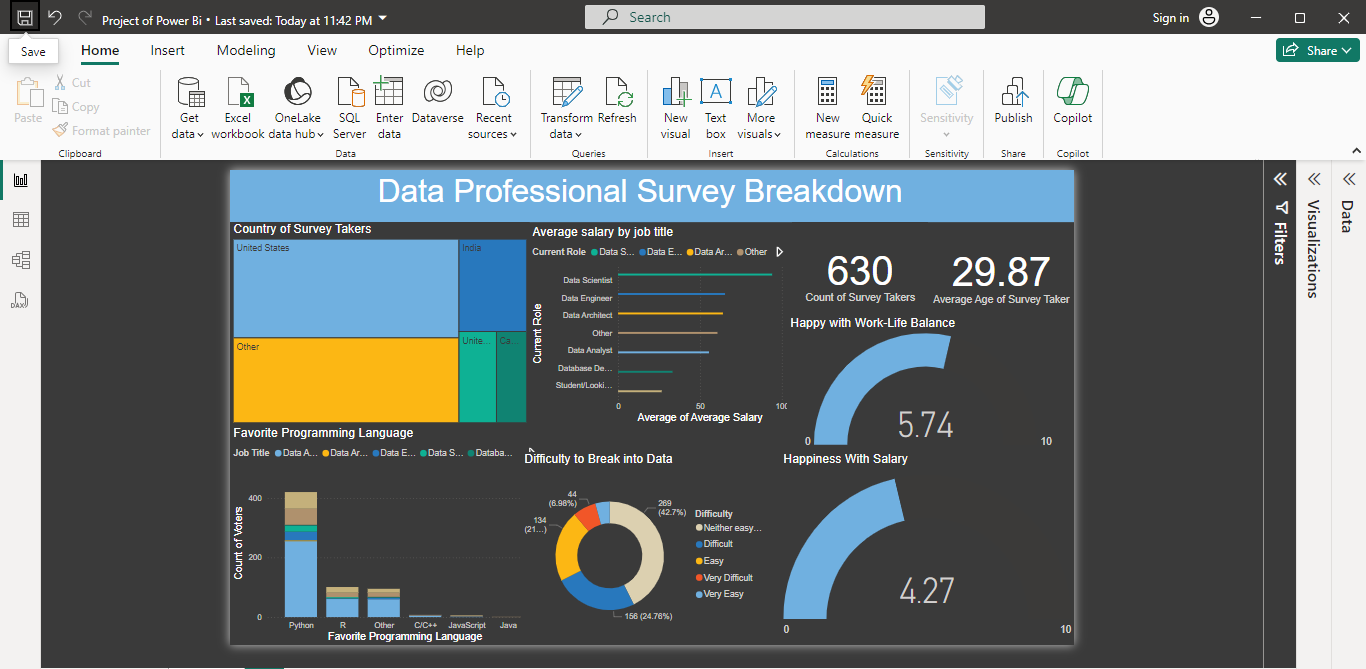 Project of Power Bi • Last saved: Today at 11:42 PM
Search
Sign in
Save
Home Insert Modeling View Optimize Help
Share
Paste
Cut
Copy
Format painter
Clipboard
Get data
Excel workbook
OneLake data hub
SQL Server
Enter data
Dataverse
Recent sources
Data
Transform data
Refresh
Queries
New visual
Text box
More visuals
Insert
New measure
Quick measure
Calculations
Sensitivity
Sensitivity
Publish
Share
Copilot
Copilot
Filters
Visualizations
Data
DAX
Data Professional Survey Breakdown
Country of Survey Takers
United States
India
Other
Unite...
Ca...
Average salary by job title
Current Role Data S... Data E... Data Ar... Other
Current Role
Data Scientist
Data Engineer
Data Architect
Other
Data Analyst
Database De...
Student/Looki...
0 50 100
Average of Average Salary
630
Count of Survey Takers
29.87
Average Age of Survey Taker
Happy with Work-Life Balance
5.74
0
10
Favorite Programming Language
Job Title Data A... Data Ar... Data E... Data S... Databa...
Count of Voters
400
200
0
Python R Other C/C++ JavaScript Java
Favorite Programming Language
Difficulty to Break into Data
44
(6.98%)
269
(42.7%)
134
(21...)
156 (24.76%)
Difficulty
Neither easy...
Difficult
Easy
Very Difficult
Very Easy
Happiness With Salary
4.27
0
10